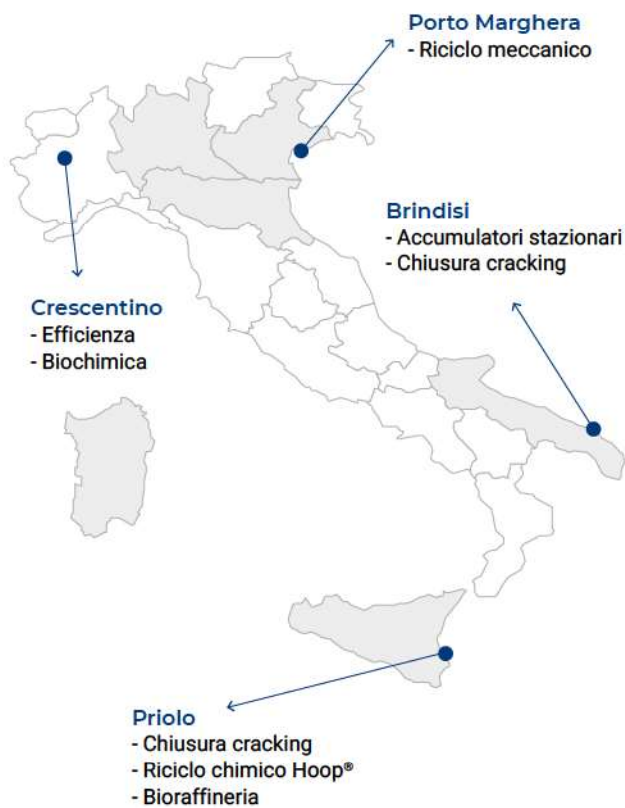 Porto Marghera
- Riciclo meccanico
Brindisi
- Accumulatori stazionari
- Chiusura cracking
Crescentino
- Efficienza
- Biochimica
Priolo
- Chiusura cracking
- Riciclo chimico Hoop®
- Bioraffineria